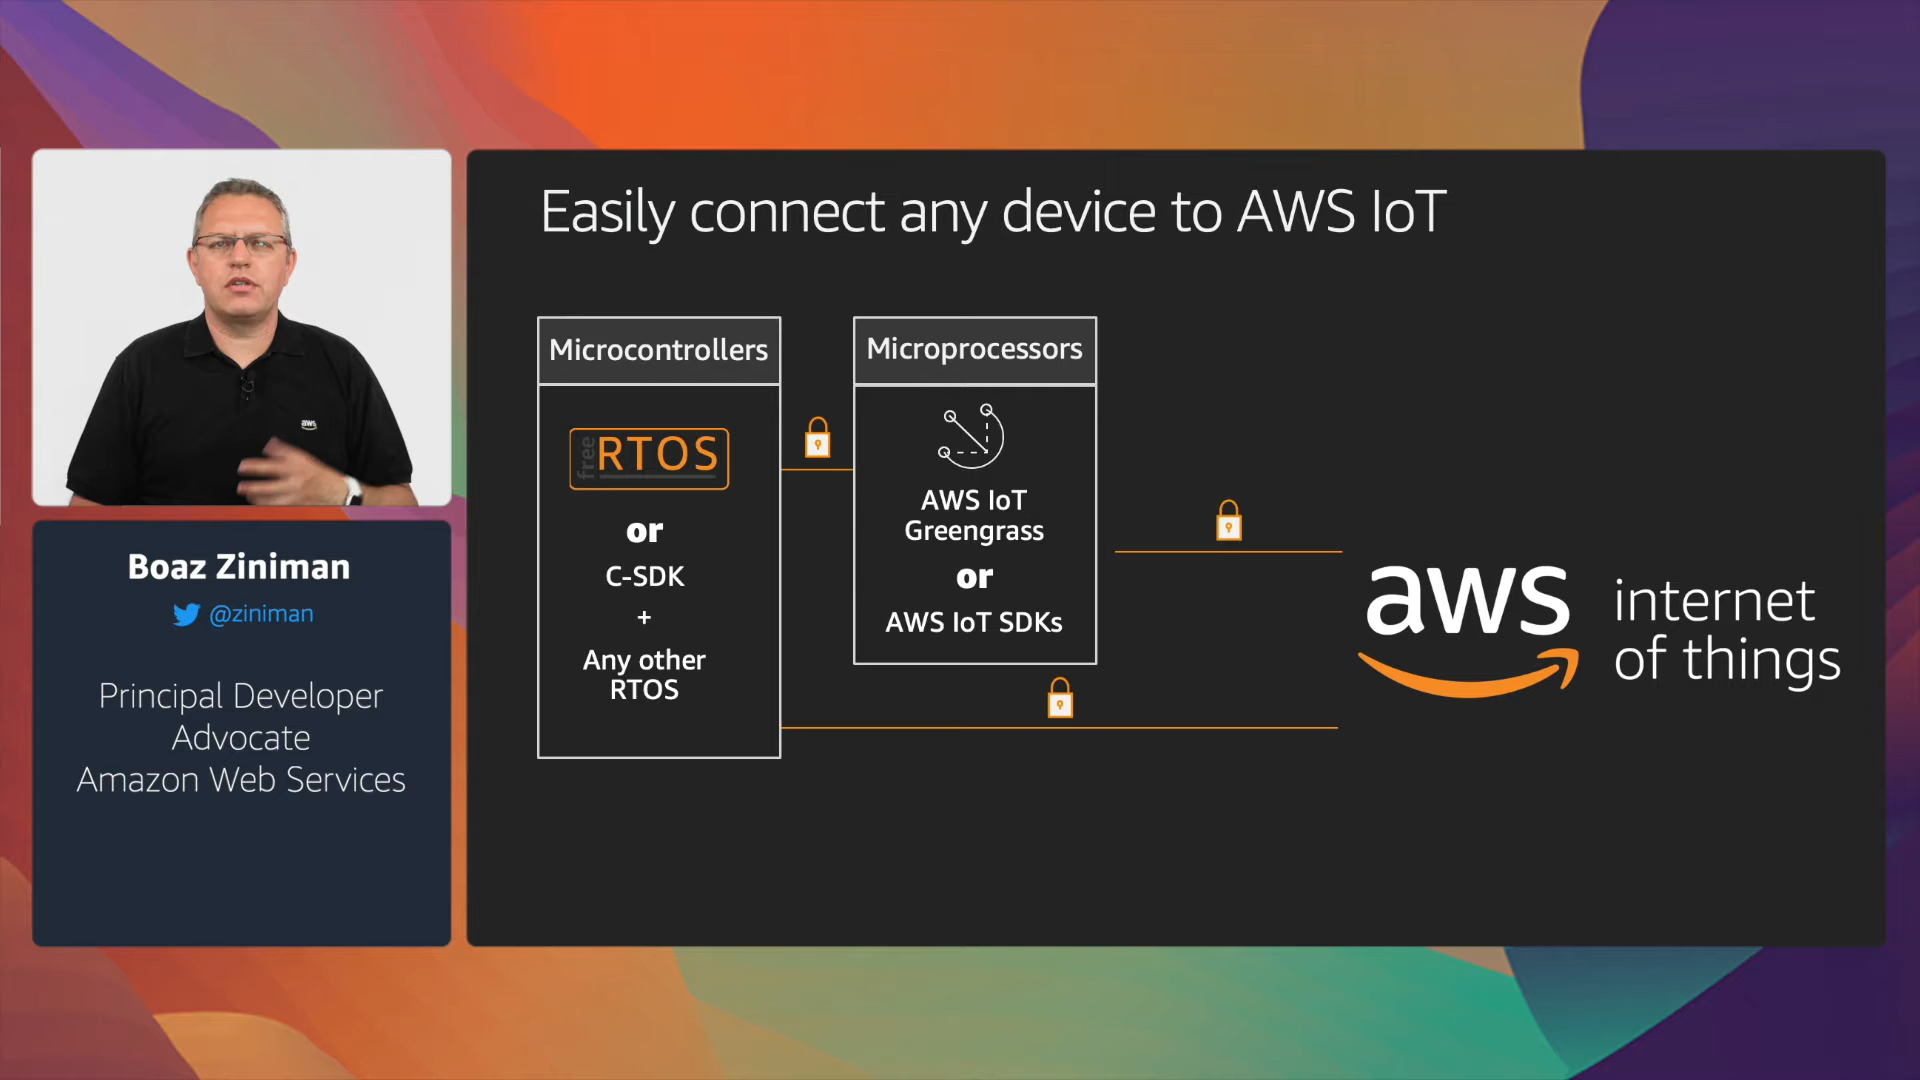 Easily connect any device to AWS IoT
Microcontrollers
free RTOS
or
C-SDK
+
Any other
RTOS
Microprocessors
AWS IoT
Greengrass
or
AWS IoT SDKs
aws
internet
of things
aws
Boaz Ziniman
@ziniman
Principal Developer
Advocate
Amazon Web Services